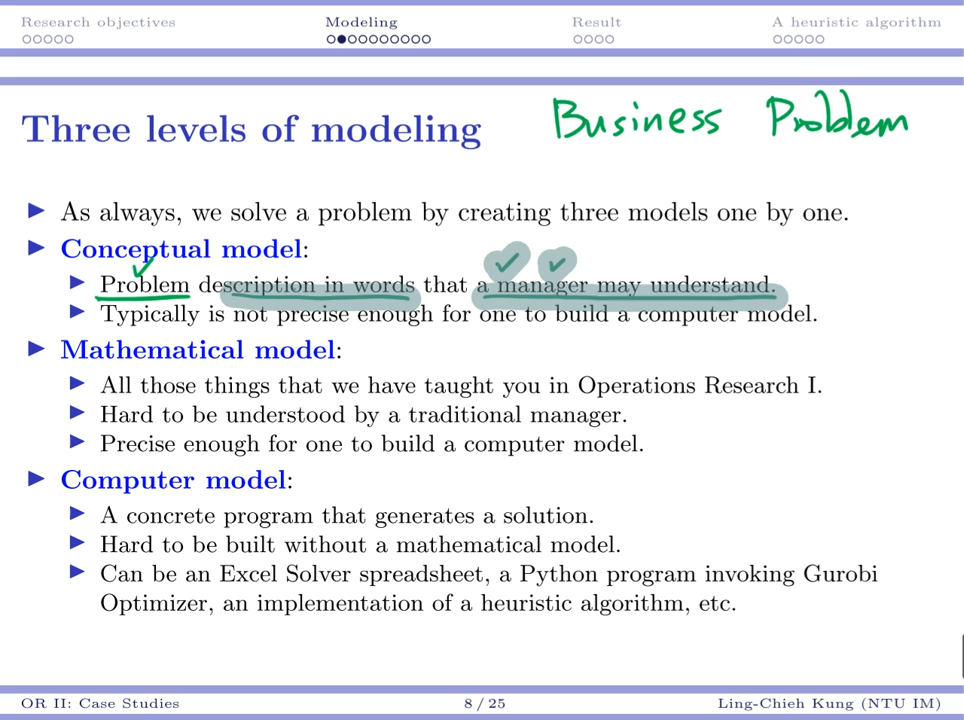 Research objectives Modeling Result A heuristic algorithm
Three levels of modeling Business Problem
As always, we solve a problem by creating three models one by one.
Conceptual model:
Problem description in words that a manager may understand.
Typically is not precise enough for one to build a computer model.
Mathematical model:
All those things that we have taught you in Operations Research I.
Hard to be understood by a traditional manager.
Precise enough for one to build a computer model.
Computer model:
A concrete program that generates a solution.
Hard to be built without a mathematical model.
Can be an Excel Solver spreadsheet, a Python program invoking Gurobi
Optimizer, an implementation of a heuristic algorithm, etc.
OR II: Case Studies 8 / 25 Ling-Chieh Kung (NTU IM)